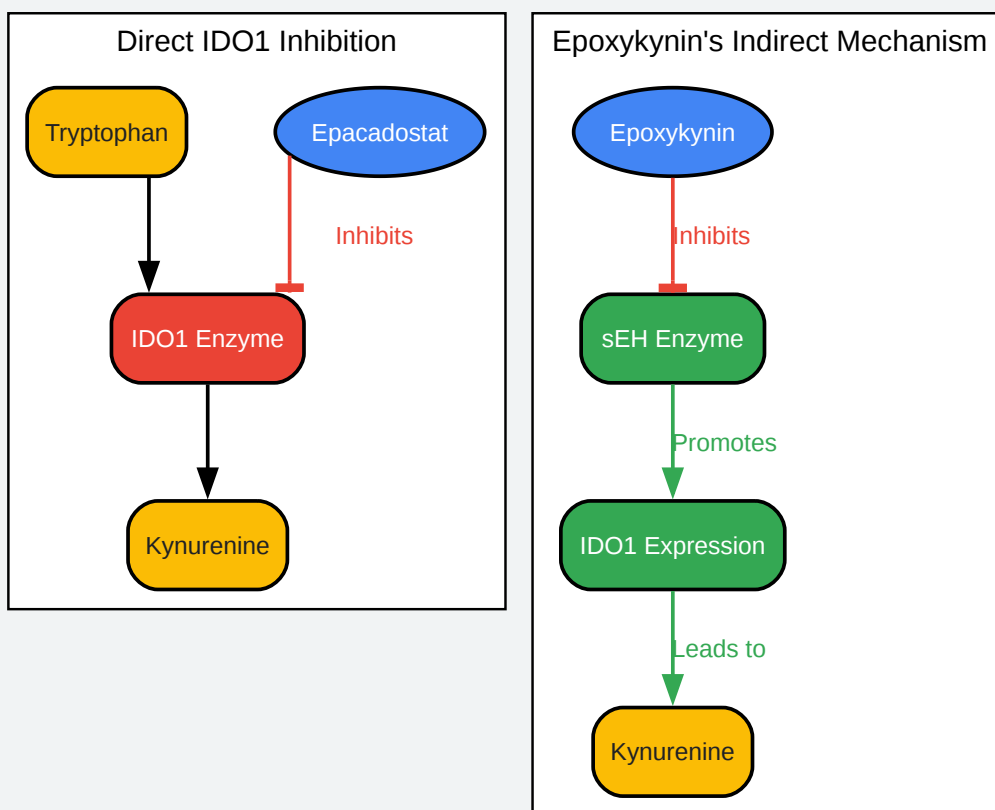 Direct IDO1 Inhibition
Tryptophan
Epacadostat
Inhibits
IDO1 Enzyme
Kynurenine
Epoxykynin's Indirect Mechanism
Epoxykynin
Inhibits
sEH Enzyme
Promotes
IDO1 Expression
Leads to
Kynurenine